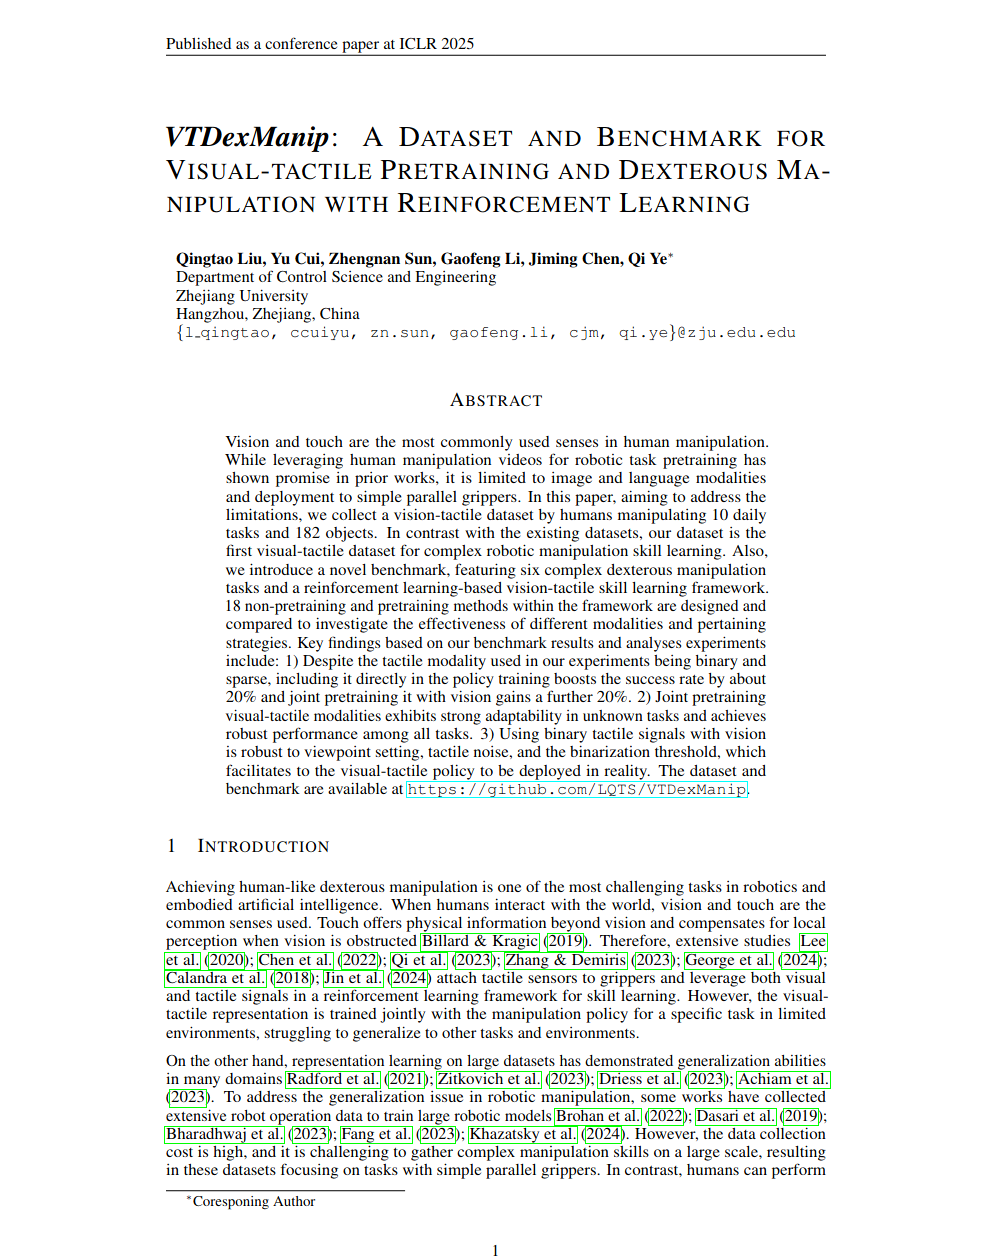 Published as a conference paper at ICLR 2025
VTDexManip: A Dataset and Benchmark for
Visual-tactile Pretraining and Dexterous Ma-
nipulation with Reinforcement Learning
Qingtao Liu, Yu Cui, Zhengnan Sun, Gaofeng Li, Jiming Chen, Qi Ye*
Department of Control Science and Engineering
Zhejiang University
Hangzhou, Zhejiang, China
{l_qingtao, ccuiyu, zn.sun, gaofeng.li, cjm, qi.ye}@zju.edu.edu
Abstract
Vision and touch are the most commonly used senses in human manipulation.
While leveraging human manipulation videos for robotic task pretraining has
shown promise in prior works, it is limited to image and language modalities
and deployment to simple parallel grippers. In this paper, aiming to address the
limitations, we collect a vision-tactile dataset by humans manipulating 10 daily
tasks and 182 objects. In contrast with the existing datasets, our dataset is the
first visual-tactile dataset for complex robotic manipulation skill learning. Also,
we introduce a novel benchmark, featuring six complex dexterous manipulation
tasks and a reinforcement learning-based vision-tactile skill learning framework.
18 non-pretraining and pretraining methods within the framework are designed and
compared to investigate the effectiveness of different modalities and pertaining
strategies. Key findings based on our benchmark results and analyses experiments
include: 1) Despite the tactile modality used in our experiments being binary and
sparse, including it directly in the policy training boosts the success rate by about
20% and joint pretraining it with vision gains a further 20%. 2) Joint pretraining
visual-tactile modalities exhibits strong adaptability in unknown tasks and achieves
robust performance among all tasks. 3) Using binary tactile signals with vision
is robust to viewpoint setting, tactile noise, and the binarization threshold, which
facilitates to the visual-tactile policy to be deployed in reality. The dataset and
benchmark are available at https://github.com/LQTS/VTDexManip.
1 Introduction
Achieving human-like dexterous manipulation is one of the most challenging tasks in robotics and
embodied artificial intelligence. When humans interact with the world, vision and touch are the
common senses used. Touch offers physical information beyond vision and compensates for local
perception when vision is obstructed Billard & Kragic (2019). Therefore, extensive studies Lee
et al. (2020); Chen et al. (2022); Qi et al. (2023); Zhang & Demiris (2023); George et al. (2024);
Calandra et al. (2018); Jin et al. (2024) attach tactile sensors to grippers and leverage both visual
and tactile signals in a reinforcement learning framework for skill learning. However, the visual-
tactile representation is trained jointly with the manipulation policy for a specific task in limited
environments, struggling to generalize to other tasks and environments.
On the other hand, representation learning on large datasets has demonstrated generalization abilities
in many domains Radford et al. (2021); Zitkovich et al. (2023); Driess et al. (2023); Achiam et al.
(2023). To address the generalization issue in robotic manipulation, some works have collected
extensive robot operation data to train large robotic models Brohan et al. (2022); Dasari et al. (2019);
Bharadhwaj et al. (2023); Fang et al. (2023); Khazatsky et al. (2024). However, the data collection
cost is high, and it is challenging to gather complex manipulation skills on a large scale, resulting
in these datasets focusing on tasks with simple parallel grippers. In contrast, humans can perform
*Coresponing Author
1